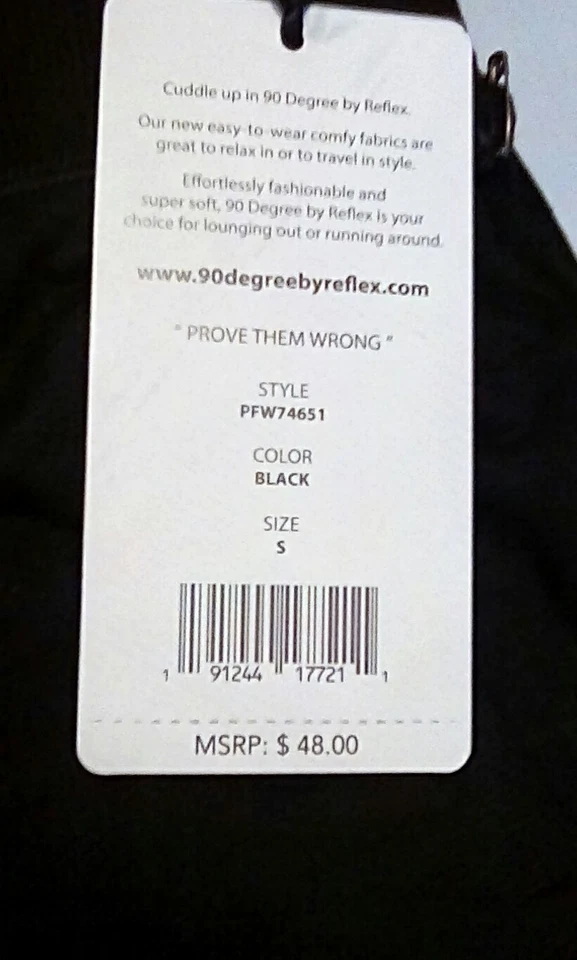 Cuddle up in 90 Degree by Reflex.
Our new easy-to-wear comfy fabrics are
great to relax in or to travel in style.
Effortlessly fashionable and
super soft, 90 Degree by Reflex is your
choice for lounging out or running around.
www.90degreebyreflex.com
" PROVE THEM WRONG "
STYLE
PFW74651
COLOR
BLACK
SIZE
S
1 91244 17721 1
MSRP: $ 48.00